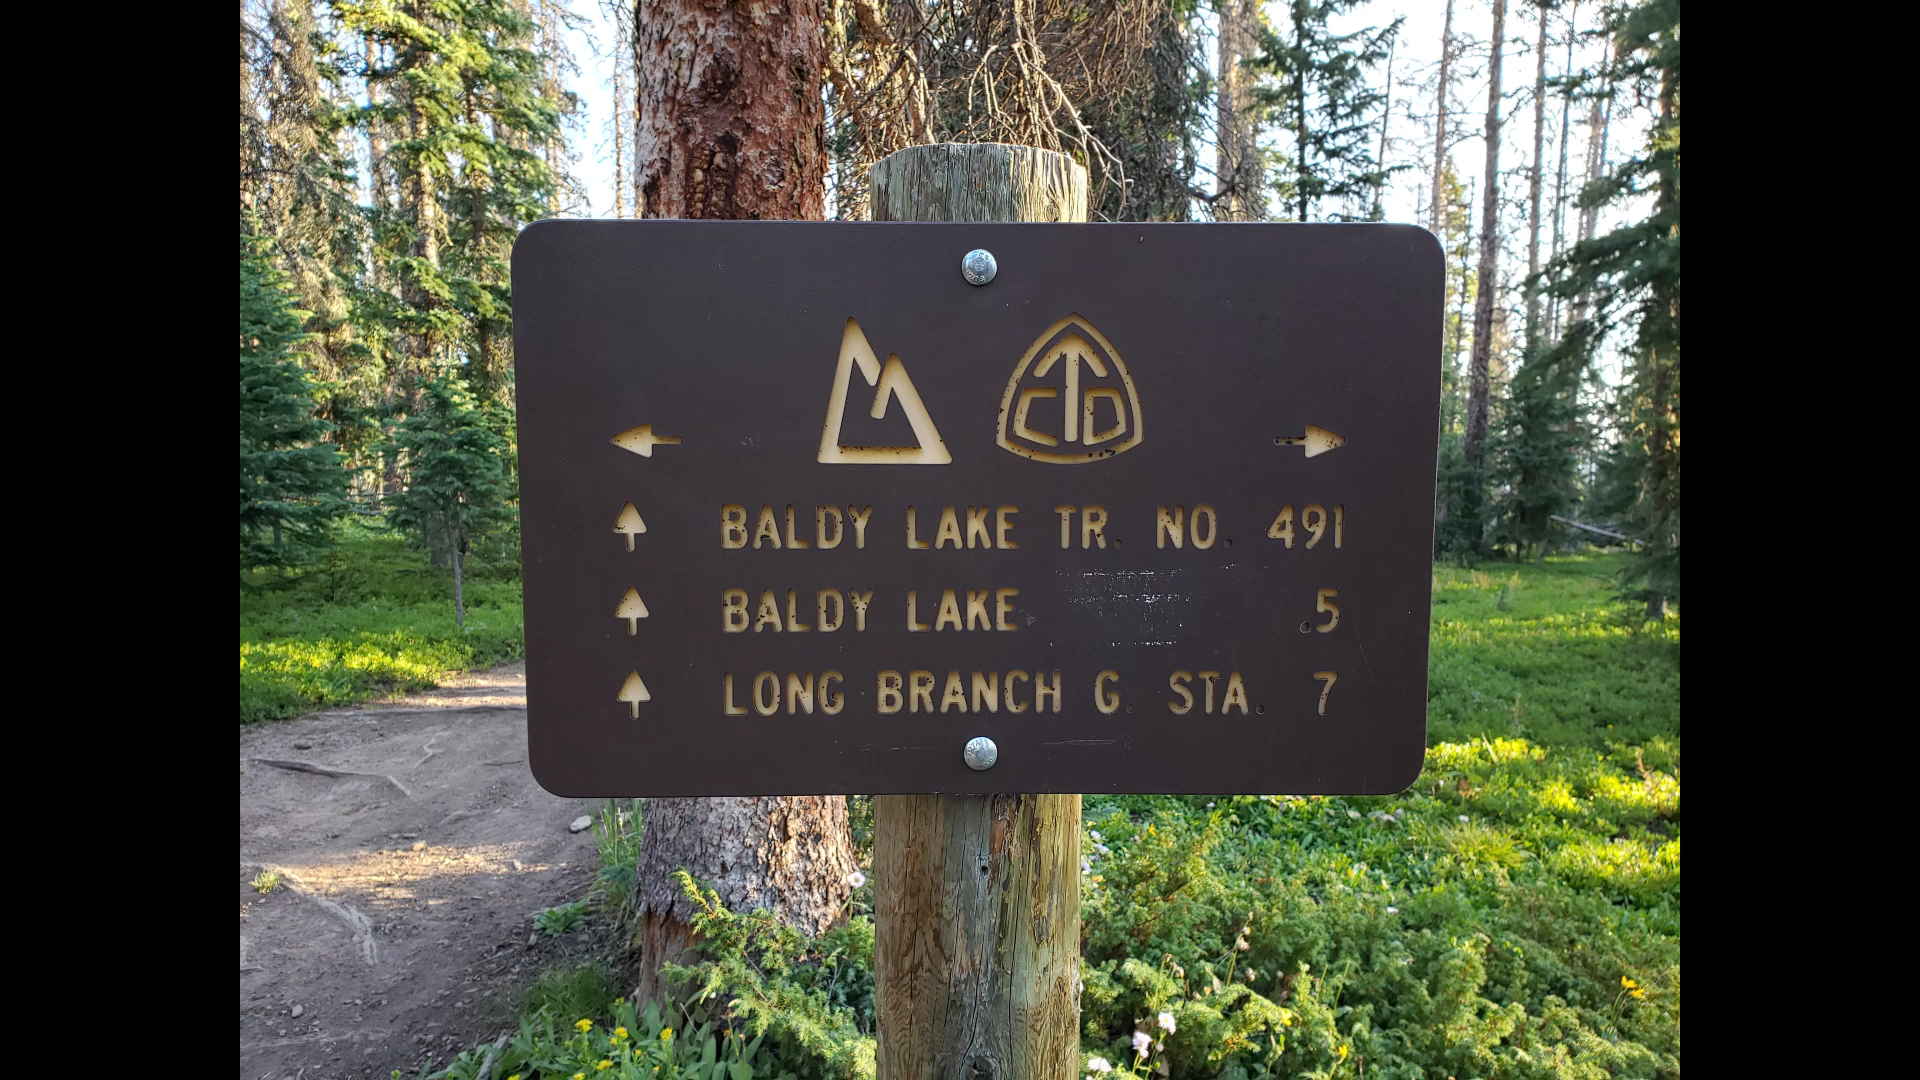 CTD
BALDY LAKE TR. NO. 491
BALDY LAKE .5
LONG BRANCH G. STA. 7